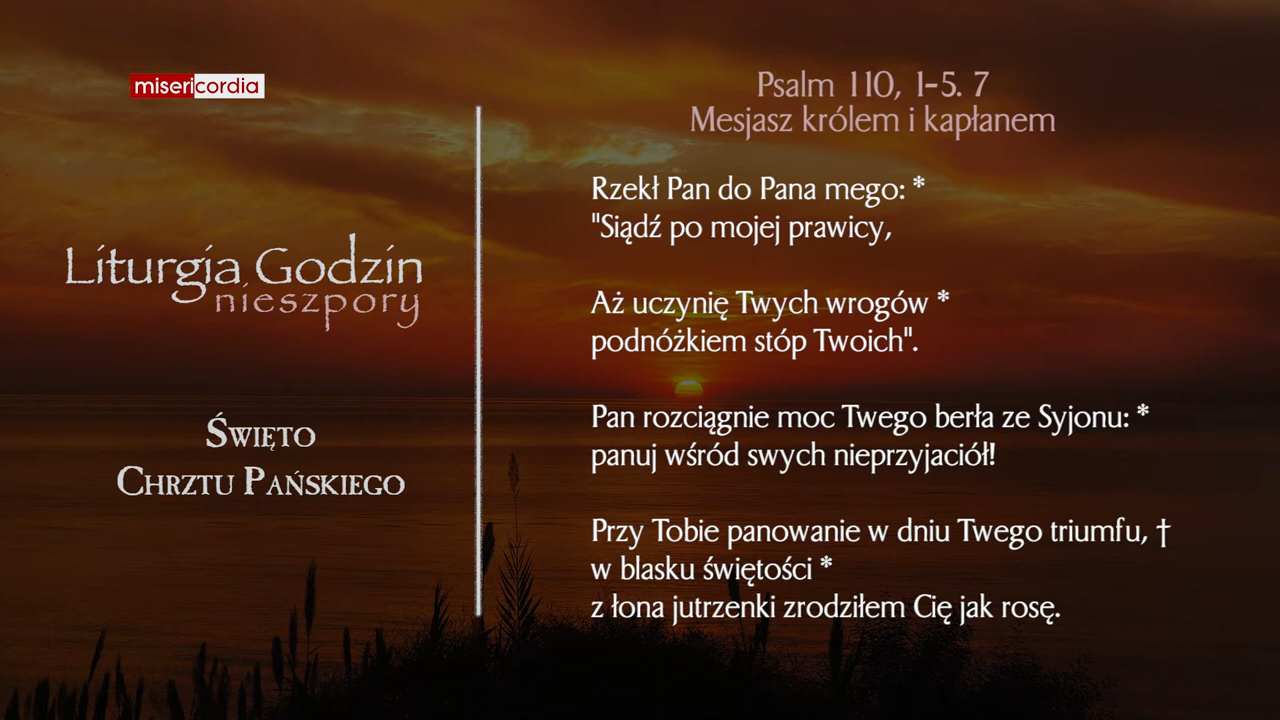 misericordia
Liturgia Godzin
nieszpory
Święto
Chrztu Pańskiego
Psalm 110, 1-5. 7
Mesjasz królem i kapłanem
Rzekł Pan do Pana mego: *
"Siądź po mojej prawicy,
Aż uczynię Twych wrogów *
podnóżkiem stóp Twoich".
Pan rozciągnie moc Twego berła ze Syjonu: *
panuj wśród swych nieprzyjaciół!
Przy Tobie panowanie w dniu Twego triumfu, †
w blasku świętości *
z łona jutrzenki zrodziłem Cię jak rosę.